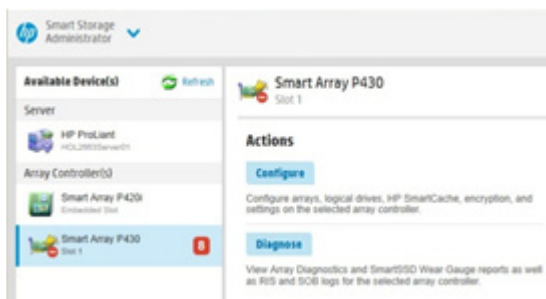 hp
Smart Storage
Administrator
Available Device(s)
Refresh
Server
HP ProLiant
Array Controller(s)
Smart Array P420i
Embedded Slot
Smart Array P430
Slot 1
8
Smart Array P430
Slot 1
Actions
Configure
Configure arrays, logical drives, HP SmartCache, encryption, and
settings on the selected array controller.
Diagnose
View Array Diagnostics and SmartSSD Wear Gauge reports as well
as RIS and SOB logs for the selected array controller.